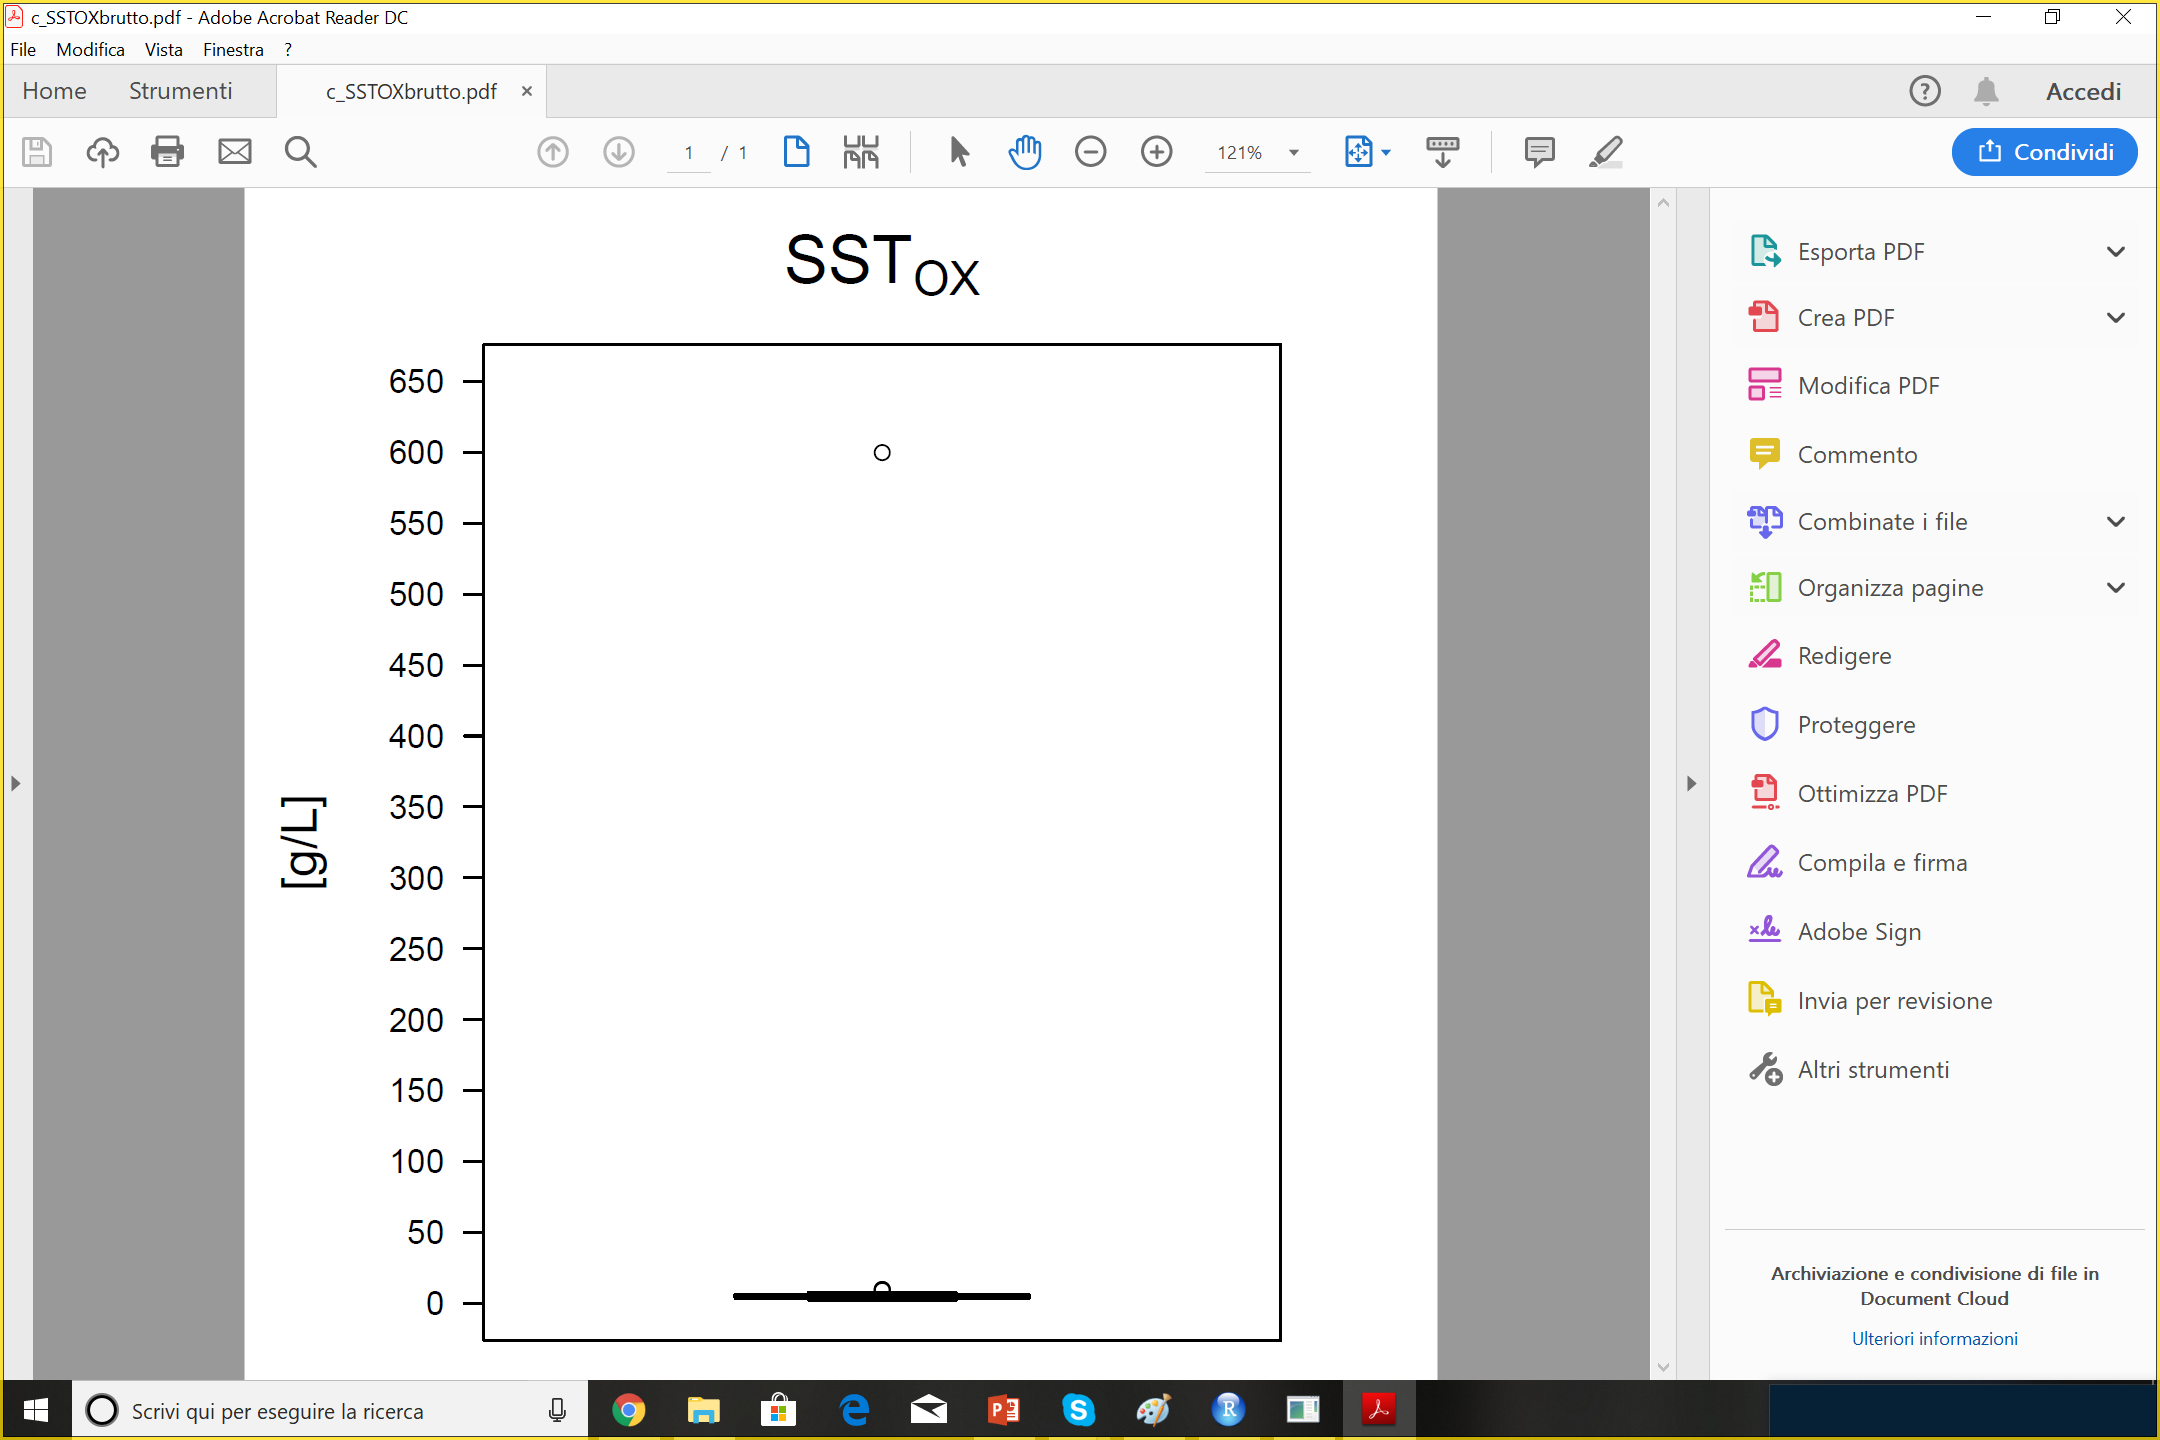 c_SSTOXbrutto.pdf - Adobe Acrobat Reader DC
File Modifica Vista Finestra ?
Home Strumenti c_SSTOXbrutto.pdf × ? Accedi
1 / 1 121% Condividi
SSTOX
650
600
550
500
450
400
350
300
250
200
150
100
50
0
[g/L]
Esporta PDF
Crea PDF
Modifica PDF
Commento
Combinate i file
Organizza pagine
Redigere
Proteggere
Ottimizza PDF
Compila e firma
Adobe Sign
Invia per revisione
Altri strumenti
Archiviazione e condivisione di file in
Document Cloud
Ulteriori informazioni
Scrivi qui per eseguire la ricerca